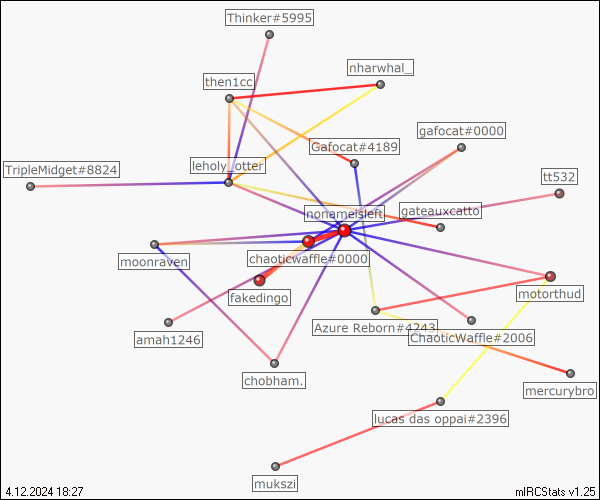 Thinker#5995
nharwhal_
then1cc
gafocat#0000
Gafocat#4189
TripleMidget#8824
leholy_otter
tt532
nonameisleft
gateauxcatto
moonraven
chaoticwaffle#0000
fakedingo
motorthud
Azure Reborn#4243
ChaoticWaffle#2006
amah1246
chobham.
mercurybro
lucas das oppai#2396
mukszi
4.12.2024 18:27
mIRCStats v1.25